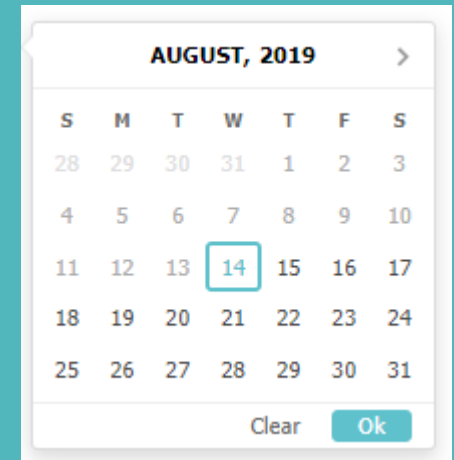 AUGUST, 2019 >
S M T W T F S
28 29 30 31 1 2 3
4 5 6 7 8 9 10
11 12 13 14 15 16 17
18 19 20 21 22 23 24
25 26 27 28 29 30 31
Clear Ok